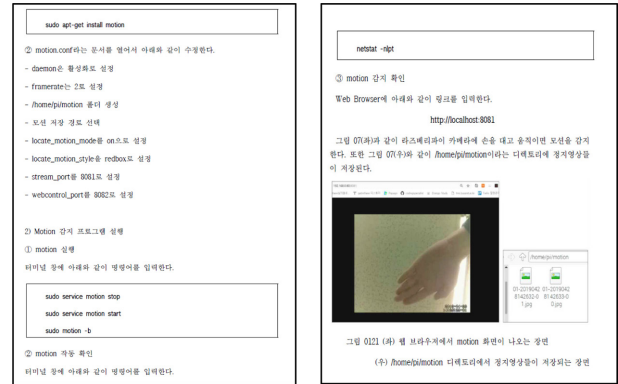 sudo apt-get install motion
② motion.conf라는 문서를 열어서 아래와 같이 수정한다.
- daemon은 활성화로 설정
- framerate는 2로 설정
- /home/pi/motion 폴더 생성
- 모션 저장 경로 선택
- locate_motion_mode를 on으로 설정
- locate_motion_style를 redbox로 설정
- stream_port를 8081로 설정
- webcontrol_port를 8082로 설정
2) Motion 감지 프로그램 실행
① motion 실행
터미널 창에 아래와 같이 명령어를 입력한다.
sudo service motion stop
sudo service motion start
sudo motion -b
② motion 작동 확인
터미널 창에 아래와 같이 명령어를 입력한다.
netstat -nlpt
③ motion 감지 확인
Web Browser에 아래와 같이 링크를 입력한다.
http://localhost:8081
그림 07(좌)과 같이 라즈베리파이 카메라에 손을 대고 움직이면 모션을 감지
한다. 또한 그림 07(우)와 같이 /home/pi/motion이라는 디렉토리에 정지영상들
이 저장된다.
/home/pi/motion
01-2019042 01-2019042
8142632-0 8142633-0
1.jpg 0.jpg
그림 0121 (좌) 웹 브라우저에서 motion 화면이 나오는 장면
(우) /home/pi/motion 디렉토리에서 정지영상들이 저장되는 장면